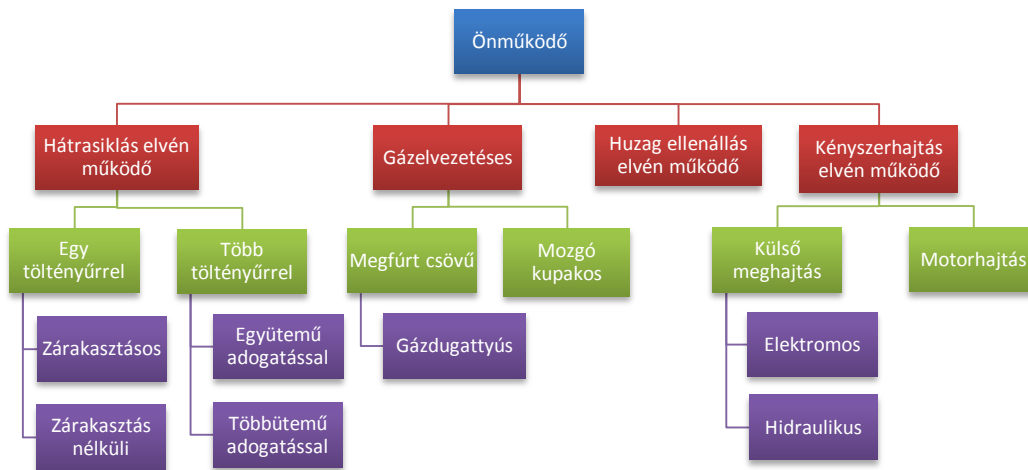 Önműködő
Hátrasiklás elvén
működő
Gázelvezetéses
Huzag ellenállás
elvén működő
Kényszerhajtás
elvén működő
Egy
töltényűrrel
Több
töltényűrrel
Megfúrt csövű
Mozgó
kupakos
Külső
meghajtás
Motorhajtás
Zárakasztásos
Együtemű
adogatással
Gázdugattyús
Elektromos
Zárakasztás
nélküli
Többütemű
adogatással
Hidraulikus